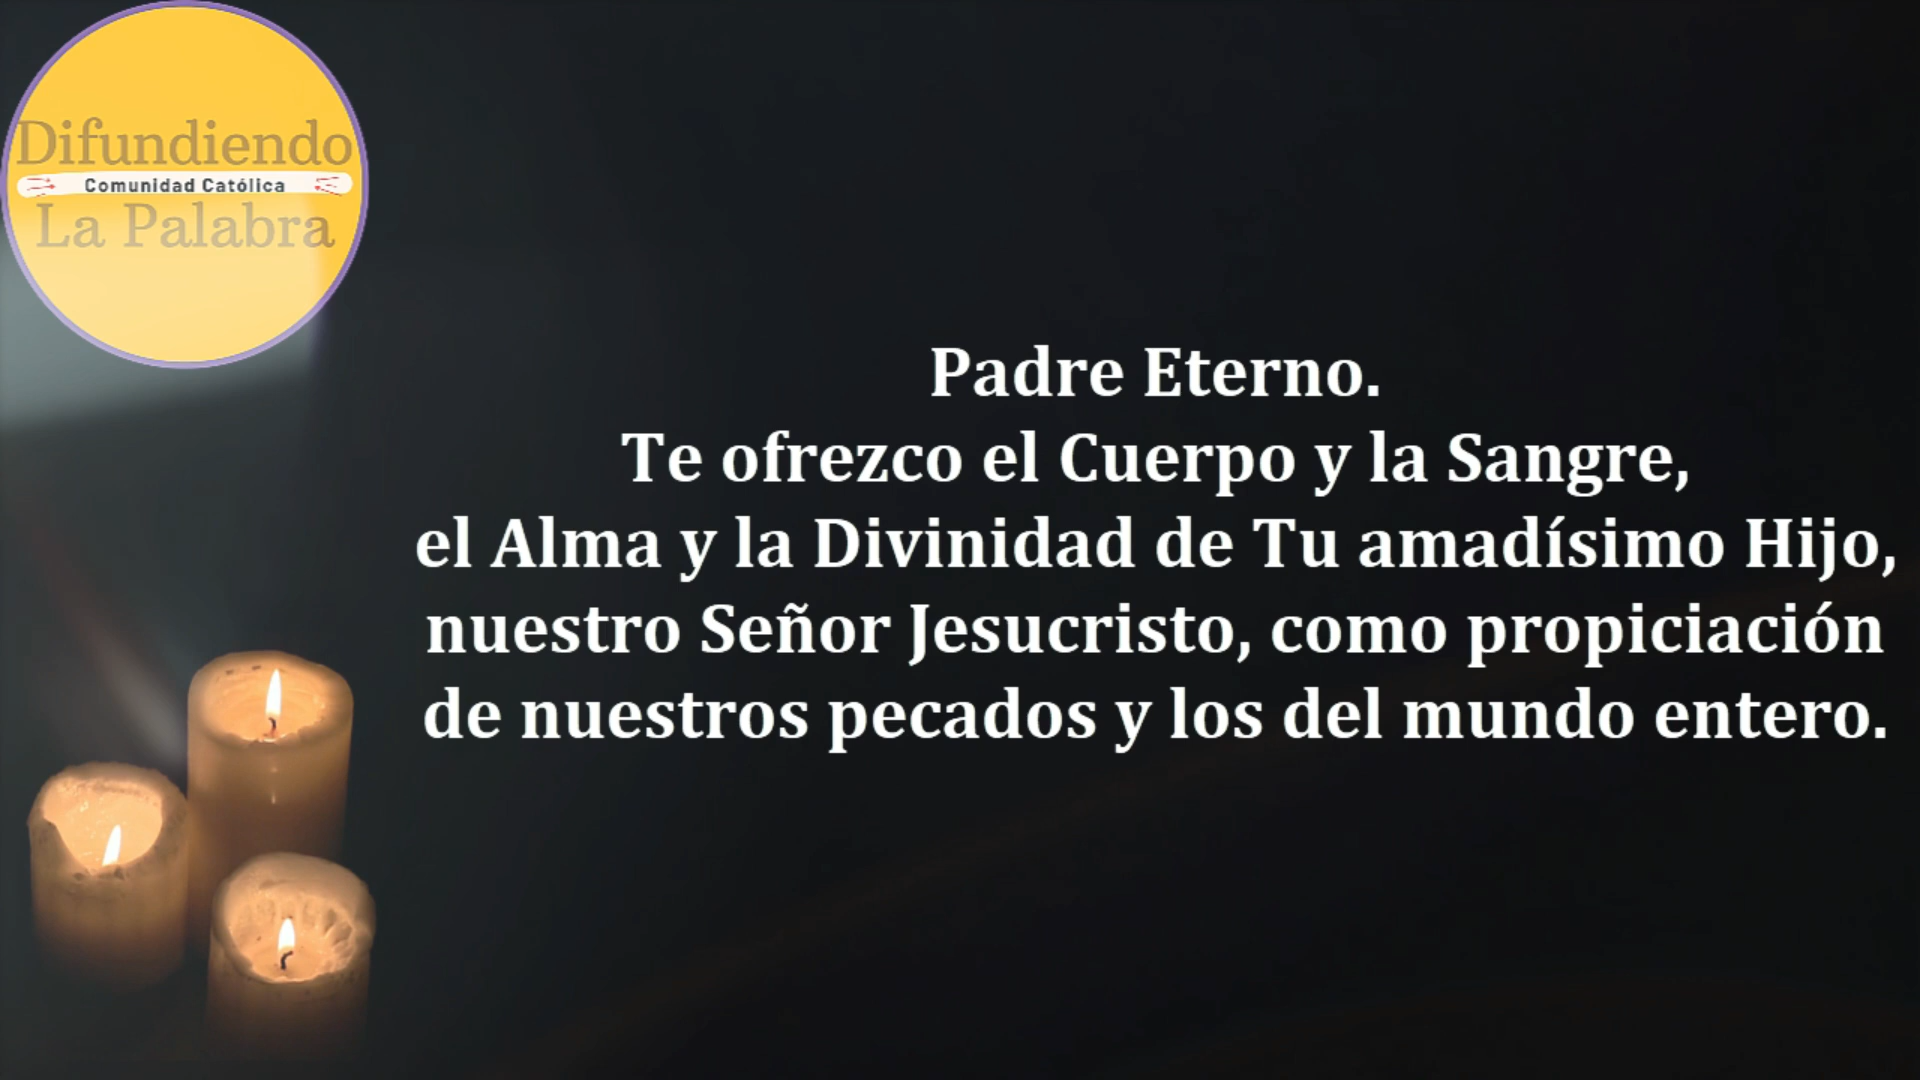 Difundiendo
Comunidad Católica
La Palabra
Padre Eterno.
Te ofrezco el Cuerpo y la Sangre,
el Alma y la Divinidad de Tu amadísimo Hijo,
nuestro Señor Jesucristo, como propiciación
de nuestros pecados y los del mundo entero.